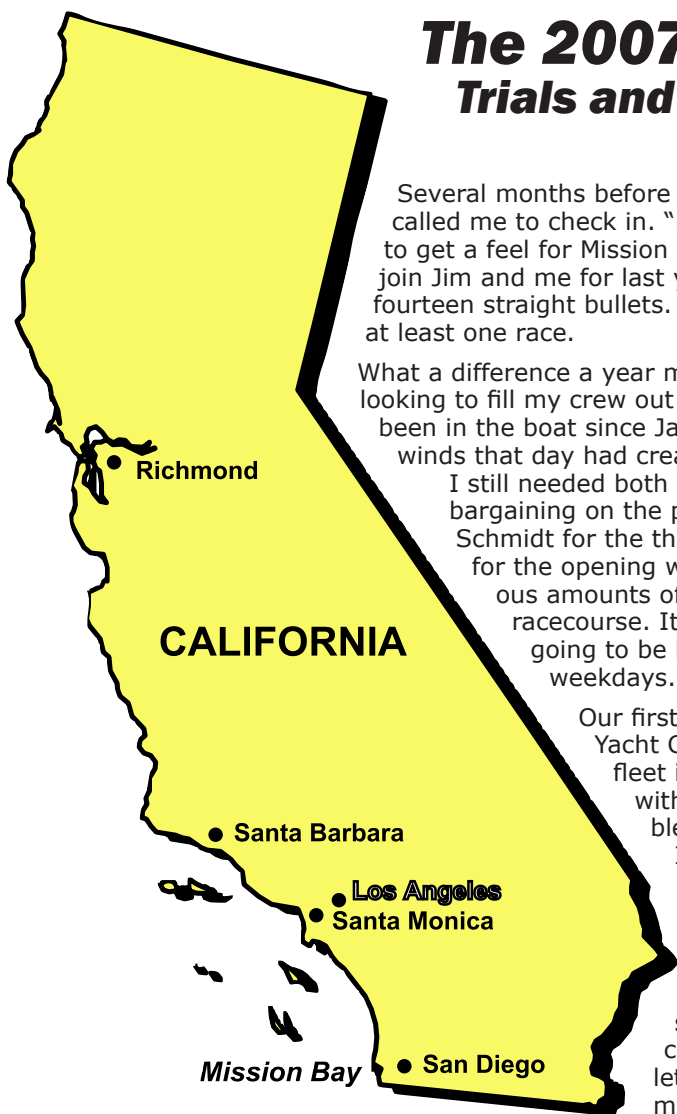 The 2007
Trials and
Several months before
called me to check in. “
to get a feel for Mission
join Jim and me for last y
fourteen straight bullets.
at least one race.
What a difference a year m
looking to fill my crew out
been in the boat since Ja
winds that day had crea
I still needed both
bargaining on the p
Schmidt for the th
for the opening w
ous amounts of
racecourse. It
going to be
weekdays.
Our first
Yacht C
fleet i
with
ble
Richmond
CALIFORNIA
Santa Barbara
Los Angeles
Santa Monica
Mission Bay
San Diego
s
c
let
m